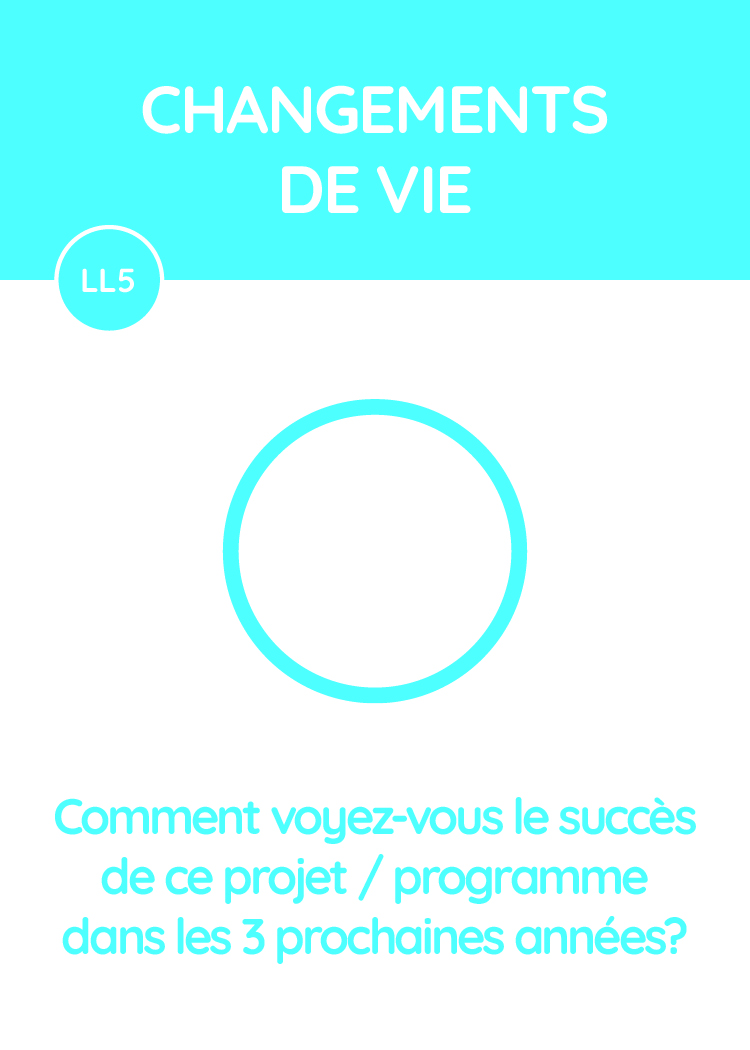 CHANGEMENTS
DE VIE
LL5
Comment voyez-vous le succès
de ce projet / programme
dans les 3 prochaines années?